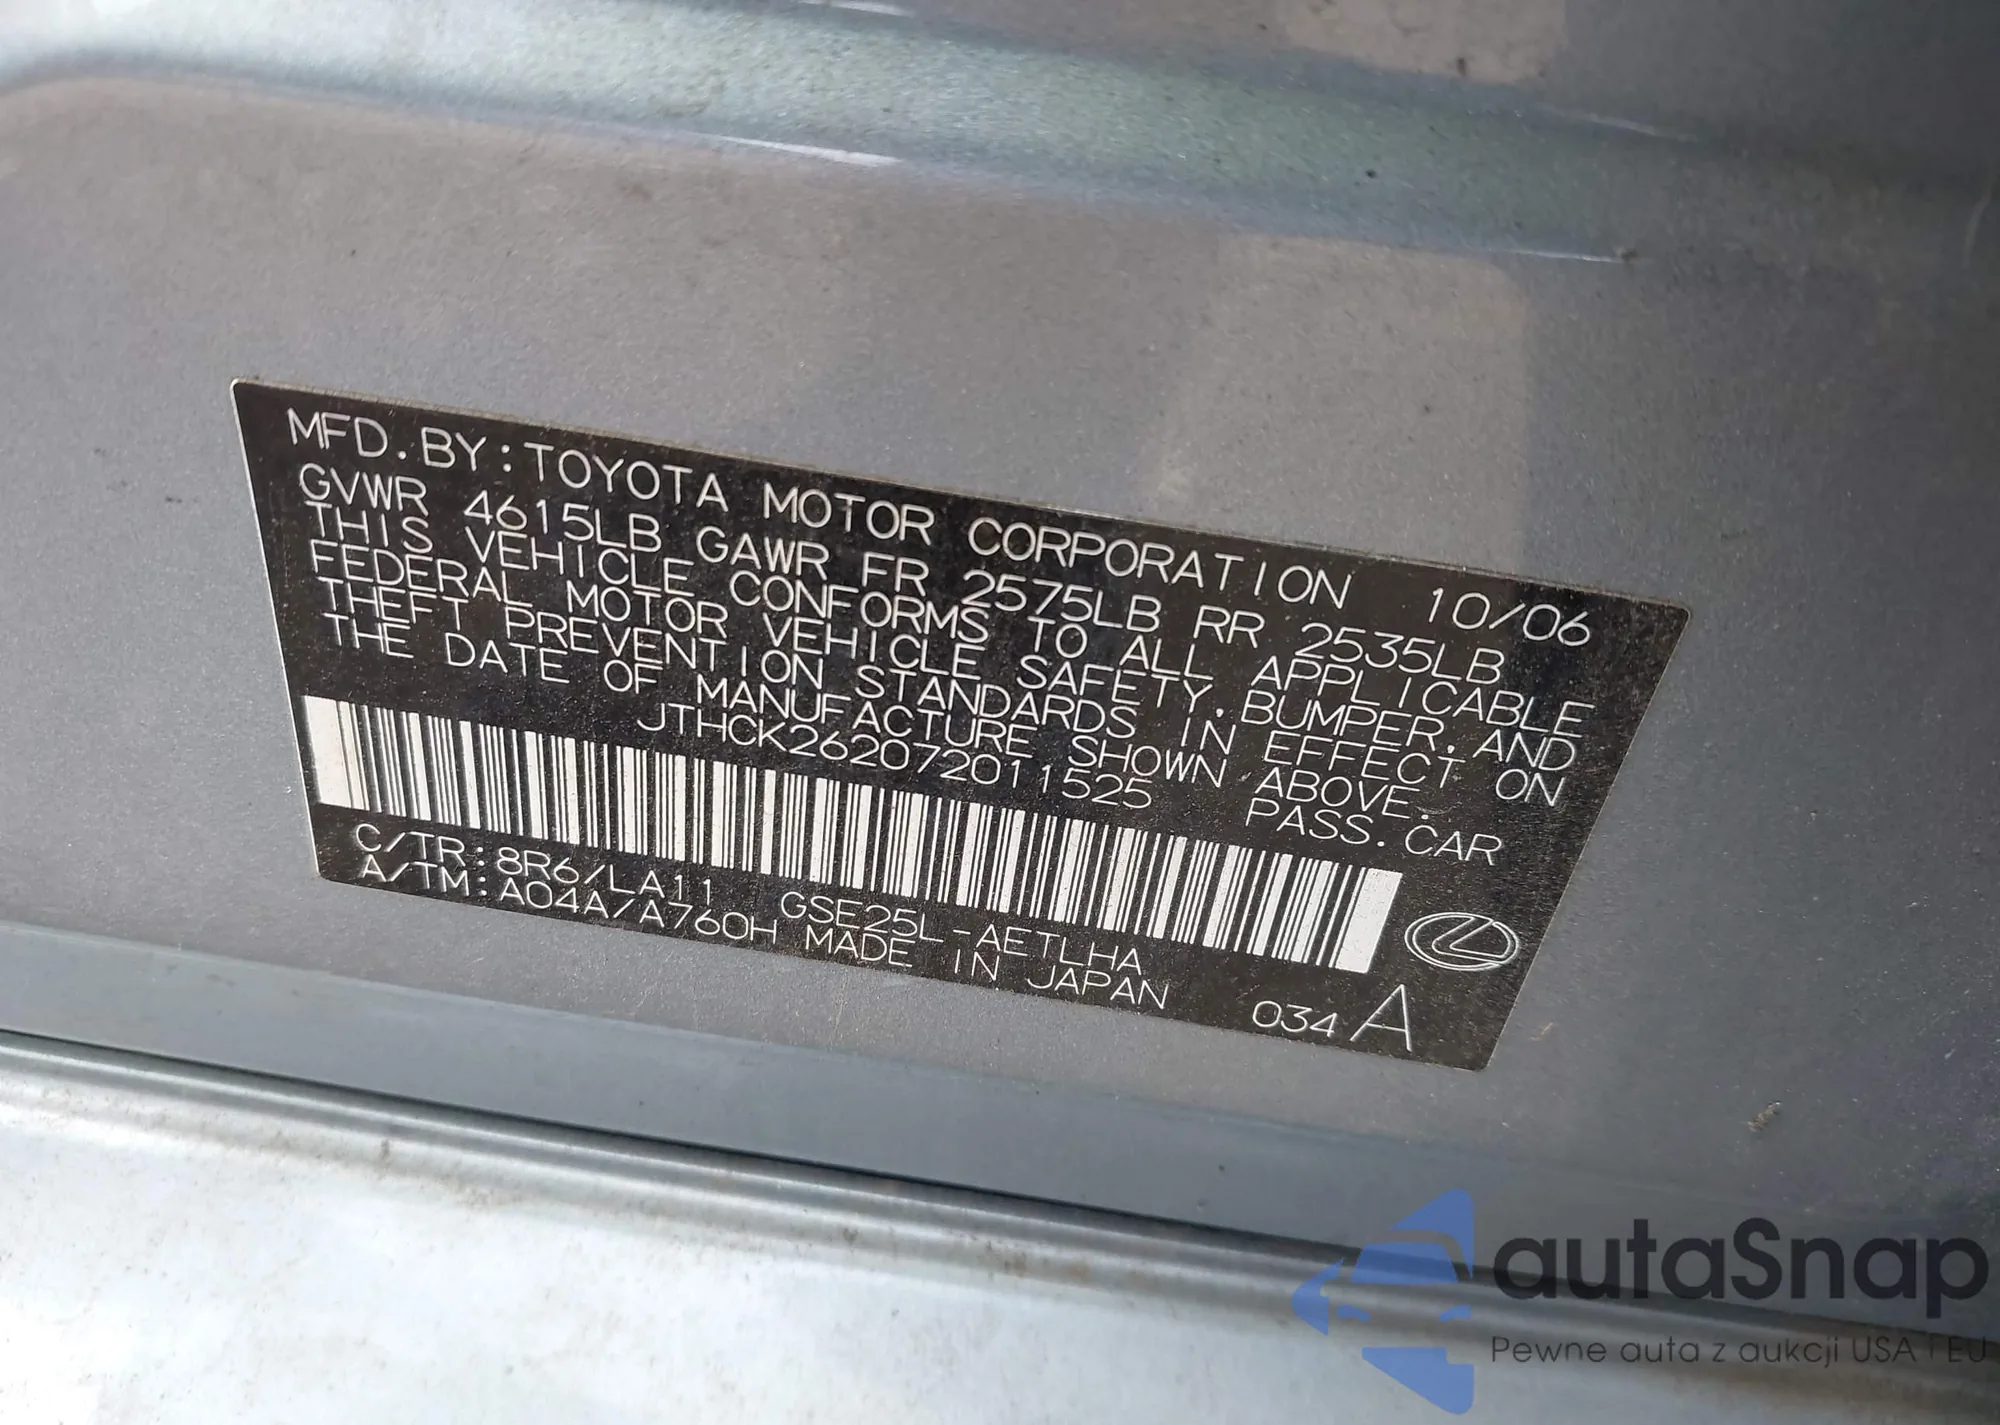 MFD. BY: TOYOTA MOTOR CORPORATION 10/06
GVWR 4615LB GAWR FR 2575LB RR 2535LB
THIS VEHICLE CONFORMS TO ALL APPLICABLE
FEDERAL MOTOR VEHICLE SAFETY, BUMPER, AND
THEFT PREVENTION STANDARDS IN EFFECT ON
THE DATE OF MANUFACTURE SHOWN ABOVE.
JTHCK262072011525 PASS. CAR
C/TR: 8R6/LA11 GSE25L-AETLHA
A/TM: A04A/A760H MADE IN JAPAN
034 A
autaSnap
Pewne auta z aukcji USA i EU